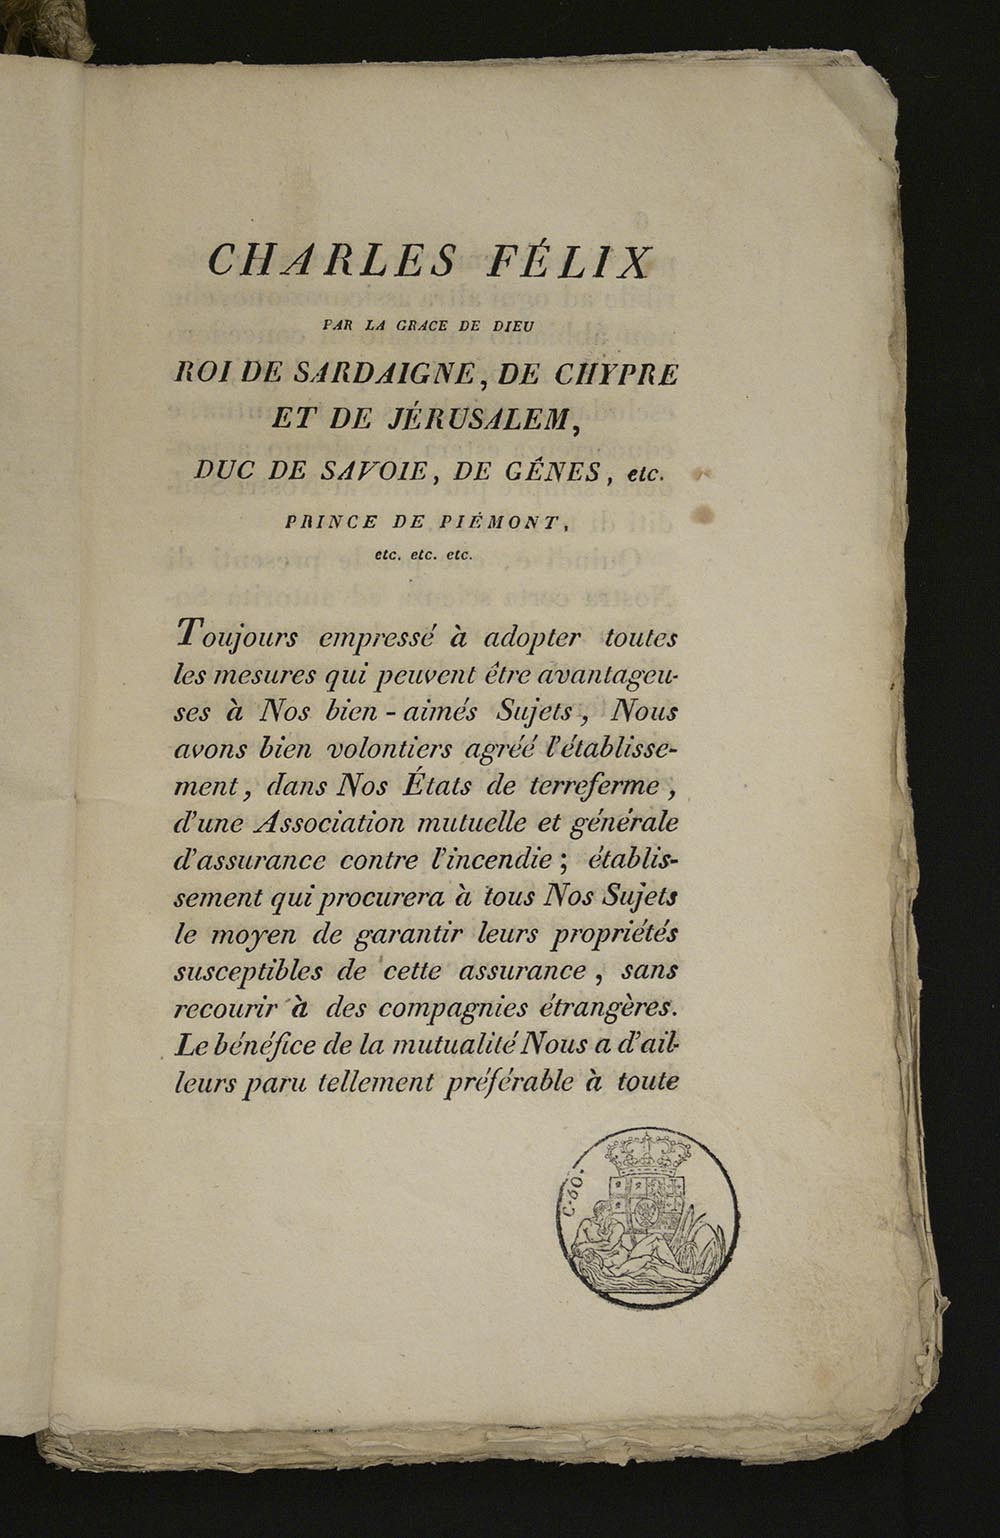 CHARLES FÉLIX
PAR LA GRACE DE DIEU
ROI DE SARDAIGNE, DE CHYPRE
ET DE JÉRUSALEM,
DUC DE SAVOIE, DE GÊNES, etc.
PRINCE DE PIÉMONT,
etc. etc. etc.
Toujours empressé à adopter toutes
les mesures qui peuvent être avantageu-
ses à Nos bien-aimés Sujets, Nous
avons bien volontiers agréé l'établisse-
ment, dans Nos États de terreferme,
d'une Association mutuelle et générale
d'assurance contre l'incendie; établis-
sement qui procurera à tous Nos Sujets
le moyen de garantir leurs propriétés
susceptibles de cette assurance, sans
recourir à des compagnies étrangères.
Le bénéfice de la mutualité Nous a d'ail-
leurs paru tellement préférable à toute
C. 60.